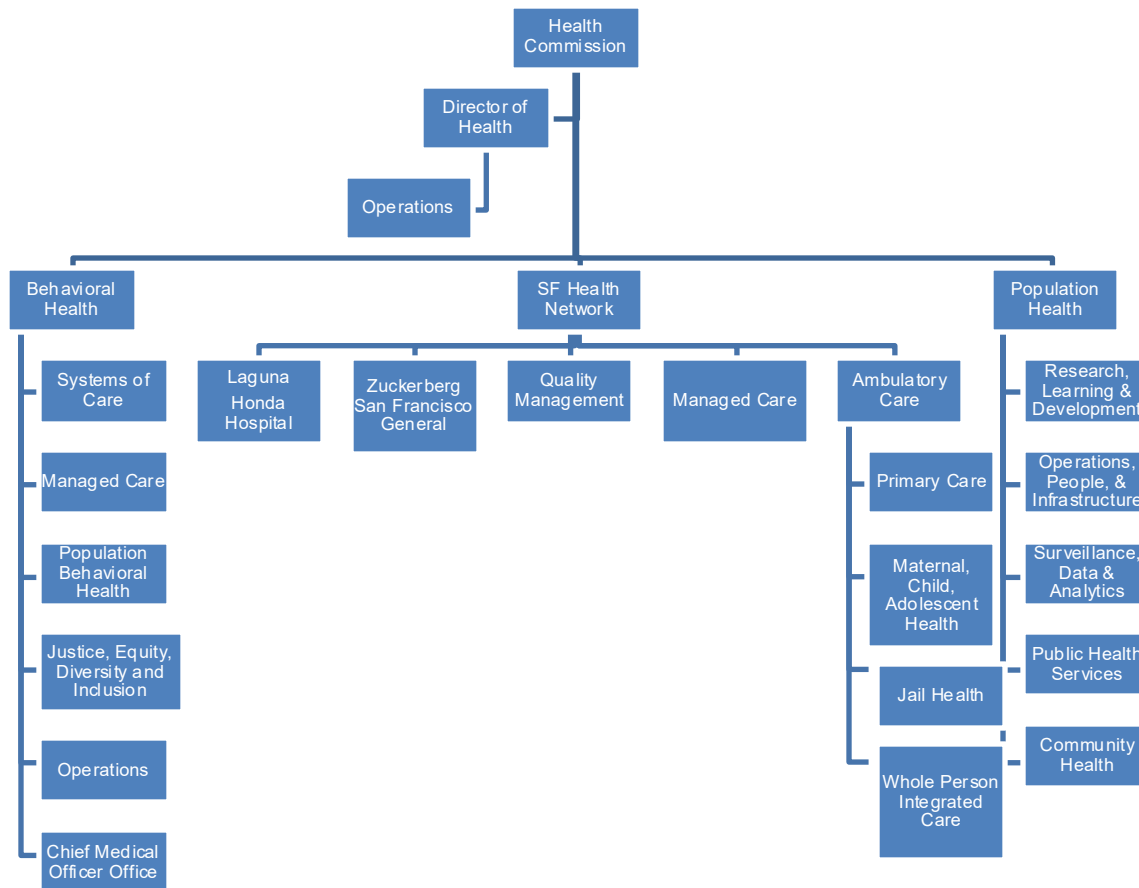 Health
Commission
Director of
Health
Operations
Behavioral
Health
SF Health
Network
Population
Health
Systems of
Care
Managed Care
Population
Behavioral
Health
Justice, Equity,
Diversity and
Inclusion
Operations
Chief Medical
Officer Office
Laguna
Honda
Hospital
Zuckerberg
San Francisco
General
Quality
Management
Managed Care
Ambulatory
Care
Primary Care
Maternal,
Child,
Adolescent
Health
Jail Health
Whole Person
Integrated
Care
Research,
Learning &
Development
Operations,
People, &
Infrastructure
Surveillance,
Data &
Analytics
Public Health
Services
Community
Health